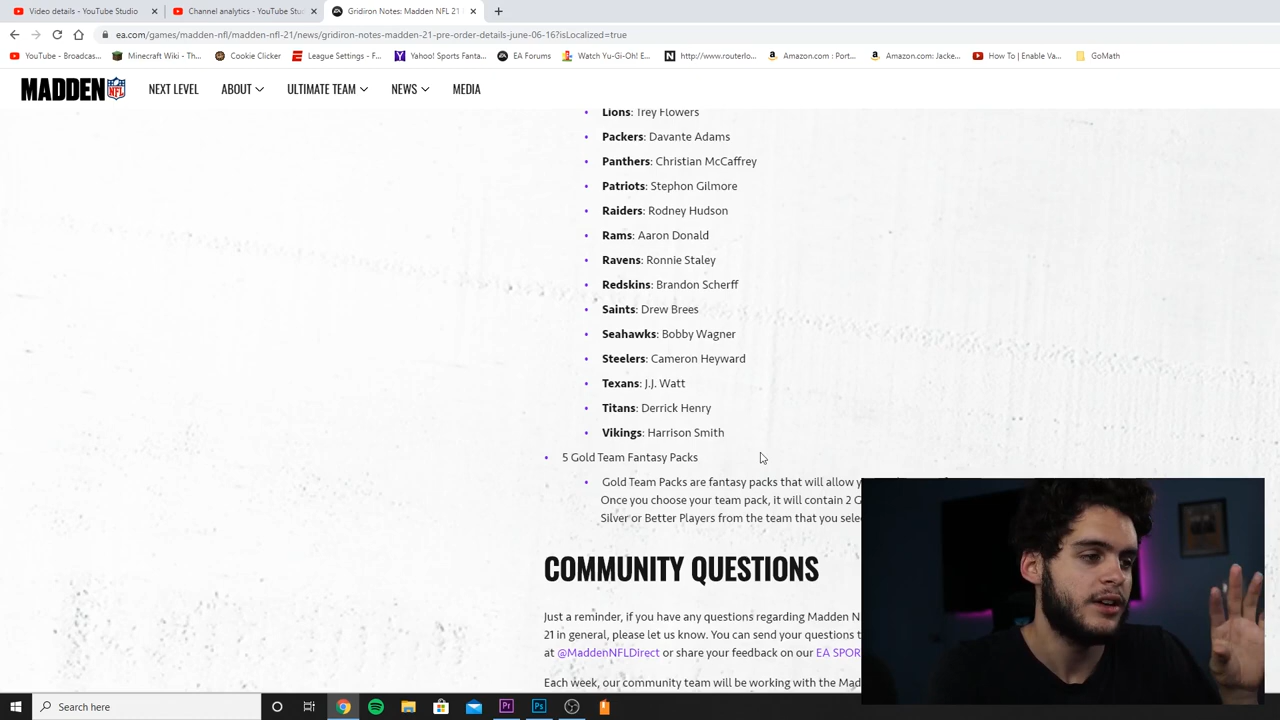 Video details - YouTube Studio
Channel analytics - YouTube Stu
Gridiron Notes: Madden NFL 21
ea.com/games/madden-nfl/madden-nfl-21/news/gridiron-notes-madden-21-pre-order-details-june-06-16?isLocalized=true
YouTube - Broadcas...
Minecraft Wiki - Th...
Cookie Clicker
League Settings - F...
Yahoo! Sports Fanta...
EA Forums
Watch Yu-Gi-Oh! E...
http://www.routerlo...
Amazon.com : Port...
Amazon.com: Jacke...
How To | Enable Va...
GoMath
MADDEN NFL
NEXT LEVEL
ABOUT
ULTIMATE TEAM
NEWS
MEDIA
Lions: Trey Flowers
Packers: Davante Adams
Panthers: Christian McCaffrey
Patriots: Stephon Gilmore
Raiders: Rodney Hudson
Rams: Aaron Donald
Ravens: Ronnie Staley
Redskins: Brandon Scherff
Saints: Drew Brees
Seahawks: Bobby Wagner
Steelers: Cameron Heyward
Texans: J.J. Watt
Titans: Derrick Henry
Vikings: Harrison Smith
5 Gold Team Fantasy Packs
Gold Team Packs are fantasy packs that will allow
Once you choose your team pack, it will contain 2 G
Silver or Better Players from the team that you sele
COMMUNITY QUESTIONS
Just a reminder, if you have any questions regarding Madden N
21 in general, please let us know. You can send your questions t
at @MaddenNFLDirect or share your feedback on our EA SPOR
Each week, our community team will be working with the Mad
Search here
Pr
Ps